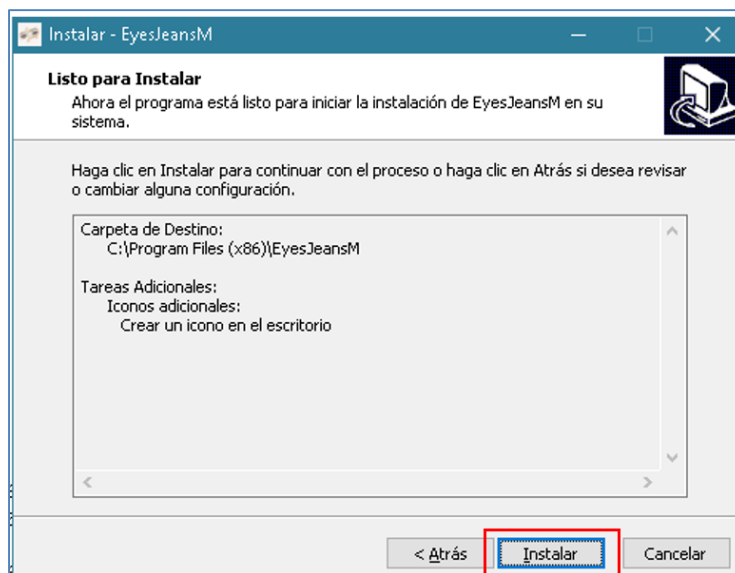 Instalar - EyesJeansM
Listo para Instalar
Ahora el programa está listo para iniciar la instalación de EyesJeansM en su
sistema.
Haga clic en Instalar para continuar con el proceso o haga clic en Atrás si desea revisar
o cambiar alguna configuración.
Carpeta de Destino:
C:\Program Files (x86)\EyesJeansM
Tareas Adicionales:
Iconos adicionales:
Crear un icono en el escritorio
< Atrás
Instalar
Cancelar